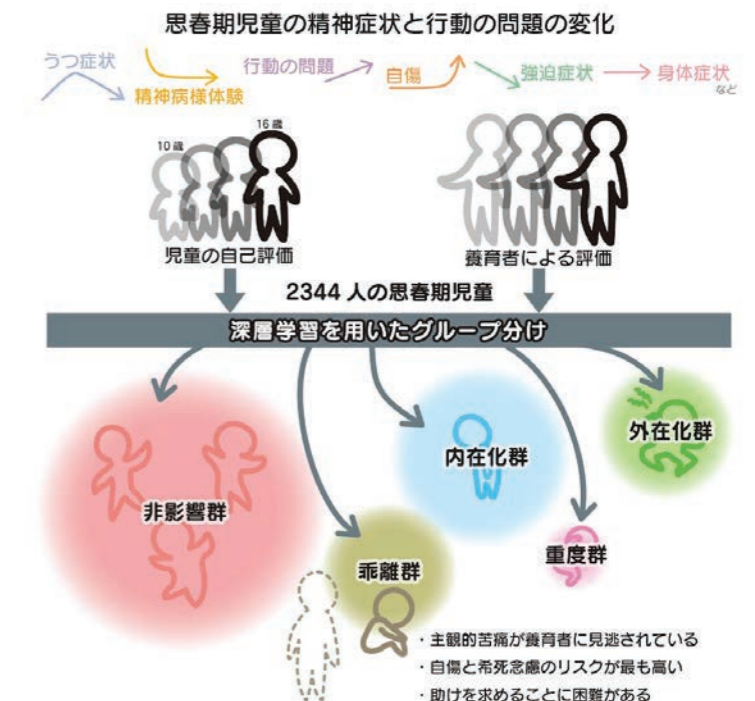 思春期児童の精神症状と行動の問題の変化
うつ症状
精神病様体験
行動の問題
自傷
強迫症状
身体症状
など
10歳
16歳
児童の自己評価
養育者による評価
2344人の思春期児童
深層学習を用いたグループ分け
非影響群
乖離群
内在化群
重度群
外在化群
・主観的苦痛が養育者に見逃されている
・自傷と希死念慮のリスクが最も高い
・助けを求めることに困難がある